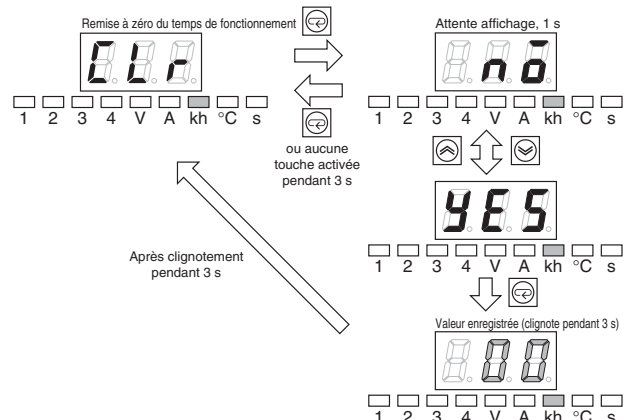 Remise à zéro du temps de fonctionnement
CLr
1 2 3 4 V A kh °C s
ou aucune
touche activée
pendant 3 s
Attente affichage, 1 s
nō
1 2 3 4 V A kh °C s
YES
1 2 3 4 V A kh °C s
Après clignotement
pendant 3 s
Valeur enregistrée (clignote pendant 3 s)
00
1 2 3 4 V A kh °C s